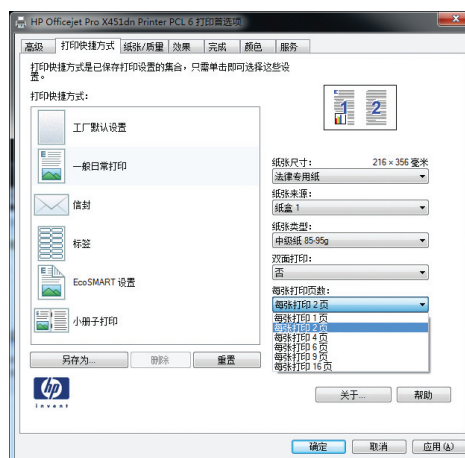 HP Officejet Pro X451dn Printer PCL 6 打印首选项
高级 打印快捷方式 纸张/质量 效果 完成 颜色 服务
打印快捷方式是已保存打印设置的集合，只需单击即可选择这些设
置。
打印快捷方式：
工厂默认设置
一般日常打印
信封
标签
EcoSMART 设置
小册子打印
另存为... 删除 重置
1 2
纸张尺寸： 216 × 356 毫米
法律专用纸
纸张来源：
纸盒 1
纸张类型：
中级纸 85-95g
双面打印：
否
每张打印页数：
每张打印 2 页
每张打印 1 页
每张打印 2 页
每张打印 4 页
每张打印 6 页
每张打印 9 页
每张打印 16 页
hp
invent
关于... 帮助
确定 取消 应用(A)